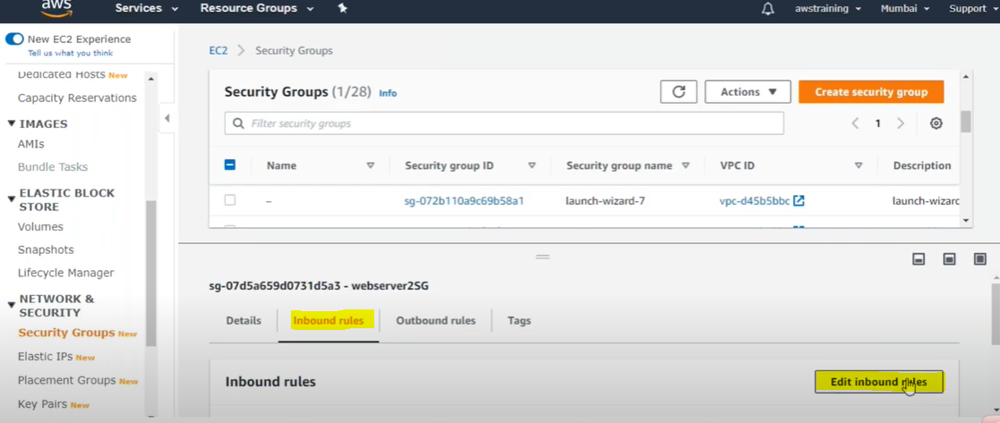 aws
Services
Resource Groups
awstraining
Mumbai
Support
New EC2 Experience
Tell us what you think
Dedicated Hosts New
Capacity Reservations
IMAGES
AMIs
Bundle Tasks
ELASTIC BLOCK
STORE
Volumes
Snapshots
Lifecycle Manager
NETWORK &
SECURITY
Security Groups New
Elastic IPs New
Placement Groups New
Key Pairs New
EC2 > Security Groups
Security Groups (1/28) Info
Actions
Create security group
Filter security groups
1
Name
Security group ID
Security group name
VPC ID
Description
–
sg-072b110a9c69b58a1
launch-wizard-7
vpc-d45b5bbc
launch-wizard
sg-07d5a659d0731d5a3 - webserver2SG
Details
Inbound rules
Outbound rules
Tags
Inbound rules
Edit inbound rules